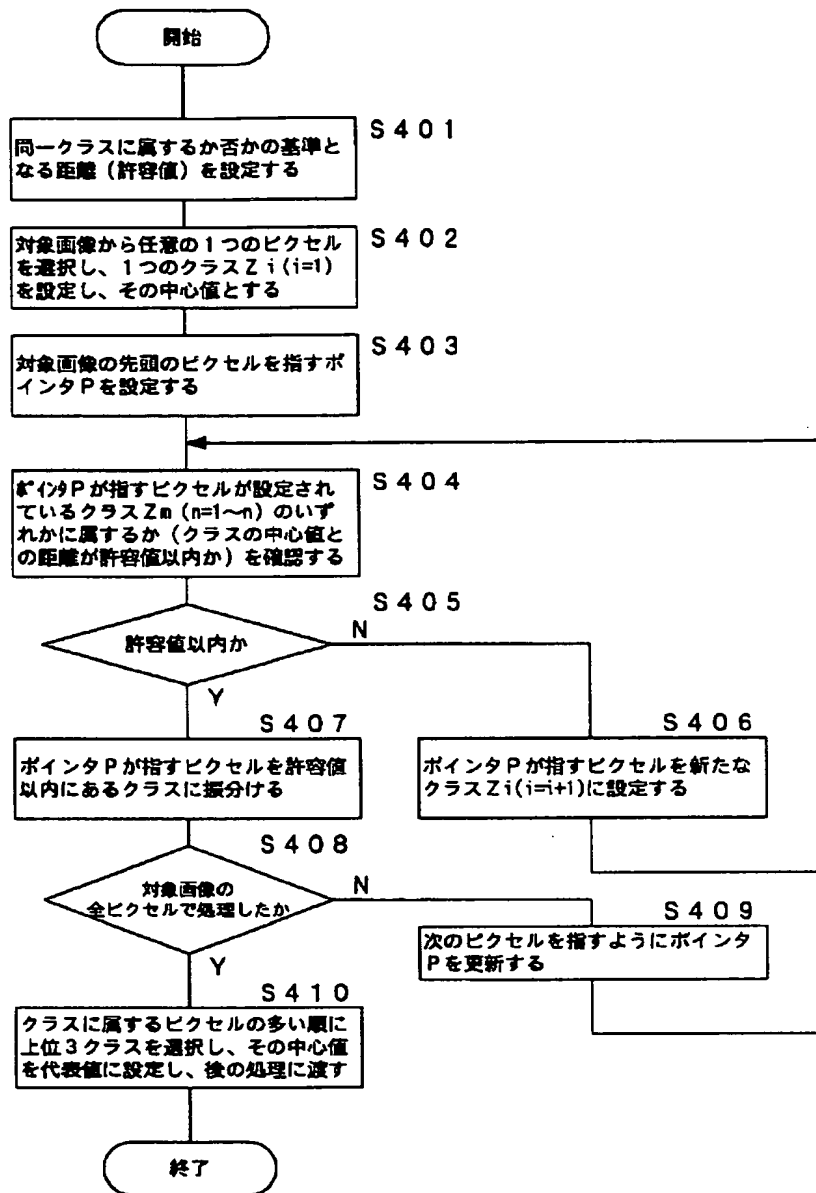 開始
S401
同一クラスに属するか否かの基準と
なる距離（許容値）を設定する
S402
対象画像から任意の１つのピクセル
を選択し、１つのクラスＺi(i=1)
を設定し、その中心値とする
S403
対象画像の先頭のピクセルを指すポ
インタＰを設定する
S404
ﾎﾟｲﾝﾀＰが指すピクセルが設定され
ているクラスＺm（n=1〜n）のいず
れかに属するか（クラスの中心値と
の距離が許容値以内か）を確認する
S405
許容値以内か
N
Y
S407
ポインタＰが指すピクセルを許容値
以内にあるクラスに振分ける
S406
ポインタＰが指すピクセルを新たな
クラスＺi(i=i+1)に設定する
S408
対象画像の
全ピクセルで処理したか
N
Y
S409
次のピクセルを指すようにポインタ
Ｐを更新する
S410
クラスに属するピクセルの多い順に
上位３クラスを選択し、その中心値
を代表値に設定し、後の処理に渡す
終了